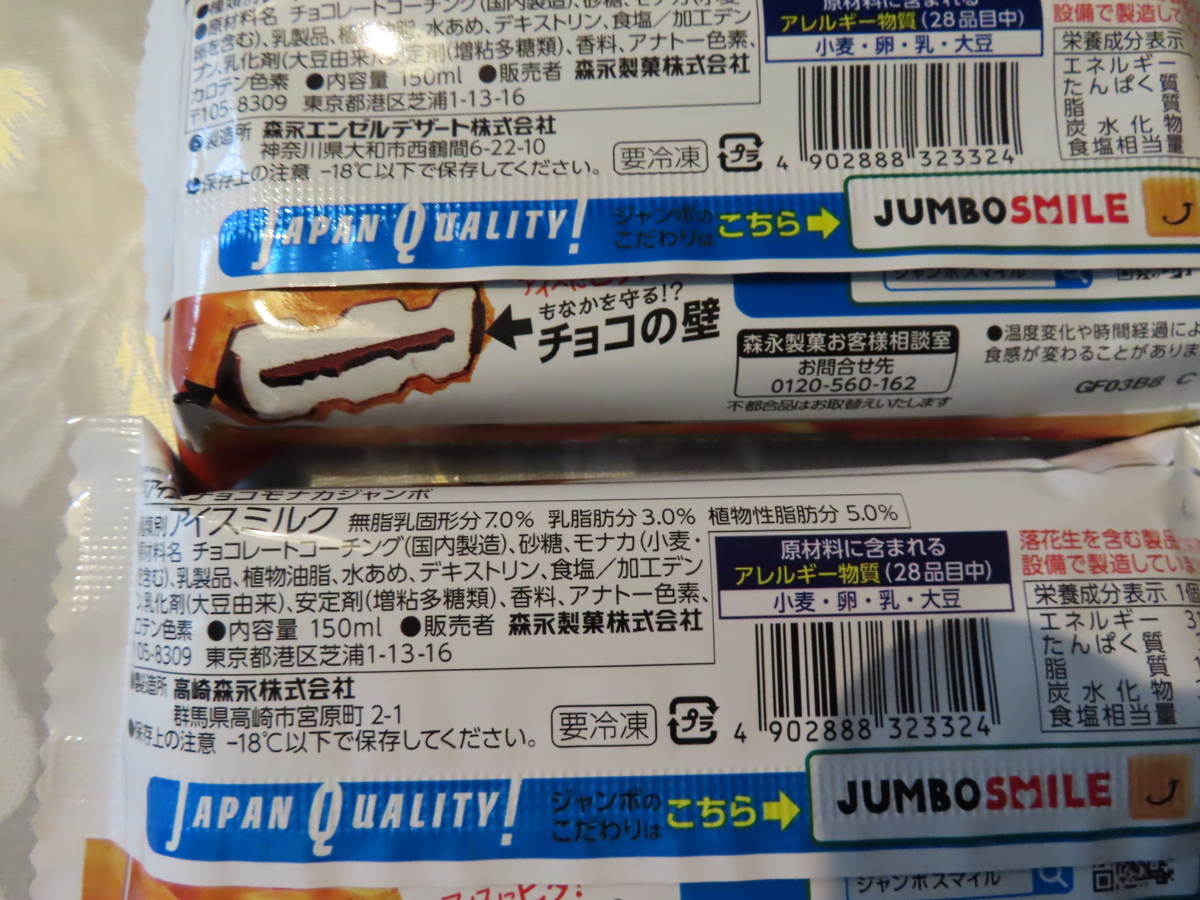 ●原材料名 チョコレートコーチング(国内製造)、砂糖、モナカ(小麦・
卵を含む)、乳製品、植物油脂、水あめ、デキストリン、食塩／加工デン
プン、乳化剤(大豆由来)、安定剤(増粘多糖類)、香料、アナトー色素、
カロテン色素 ●内容量 150ml ●販売者 森永製菓株式会社
〒105-8309 東京都港区芝浦1-13-16
製造所 森永エンゼルデザート株式会社
神奈川県大和市西鶴間6-22-10
保存上の注意 -18℃以下で保存してください。
要冷凍
プラ
原材料に含まれる
アレルギー物質(28品目中)
小麦・卵・乳・大豆
4 902888 323324
設備で製造して
栄養成分表示
エネルギー
たんぱく質
脂質
炭水化物
食塩相当量
JAPAN QUALITY!
ジャンボの
こだわりは
こちら
JUMBOSMILE
ジャンボスマイル
もなかを守る!?
チョコの壁
森永製菓お客様相談室
お問合せ先
0120-560-162
不都合品はお取替えいたします
●温度変化や時間経過によ
食感が変わることがありま
GF03B8 C
チョコモナカジャンボ
類別 アイスミルク 無脂乳固形分7.0% 乳脂肪分3.0% 植物性脂肪分5.0%
原材料名 チョコレートコーチング(国内製造)、砂糖、モナカ(小麦・
含む)、乳製品、植物油脂、水あめ、デキストリン、食塩／加工デン
乳化剤(大豆由来)、安定剤(増粘多糖類)、香料、アナトー色素、
ロテン色素 ●内容量 150ml ●販売者 森永製菓株式会社
105-8309 東京都港区芝浦1-13-16
製造所 高崎森永株式会社
群馬県高崎市宮原町2-1
●保存上の注意 -18℃以下で保存してください。
要冷凍
プラ
原材料に含まれる
アレルギー物質(28品目中)
小麦・卵・乳・大豆
4 902888 323324
落花生を含む製品
設備で製造してい
栄養成分表示 1個
エネルギー 3
たんぱく質
脂質
炭水化物
食塩相当量
JAPAN QUALITY!
ジャンボの
こだわりは
こちら
JUMBOSMILE
ジャンボスマイル